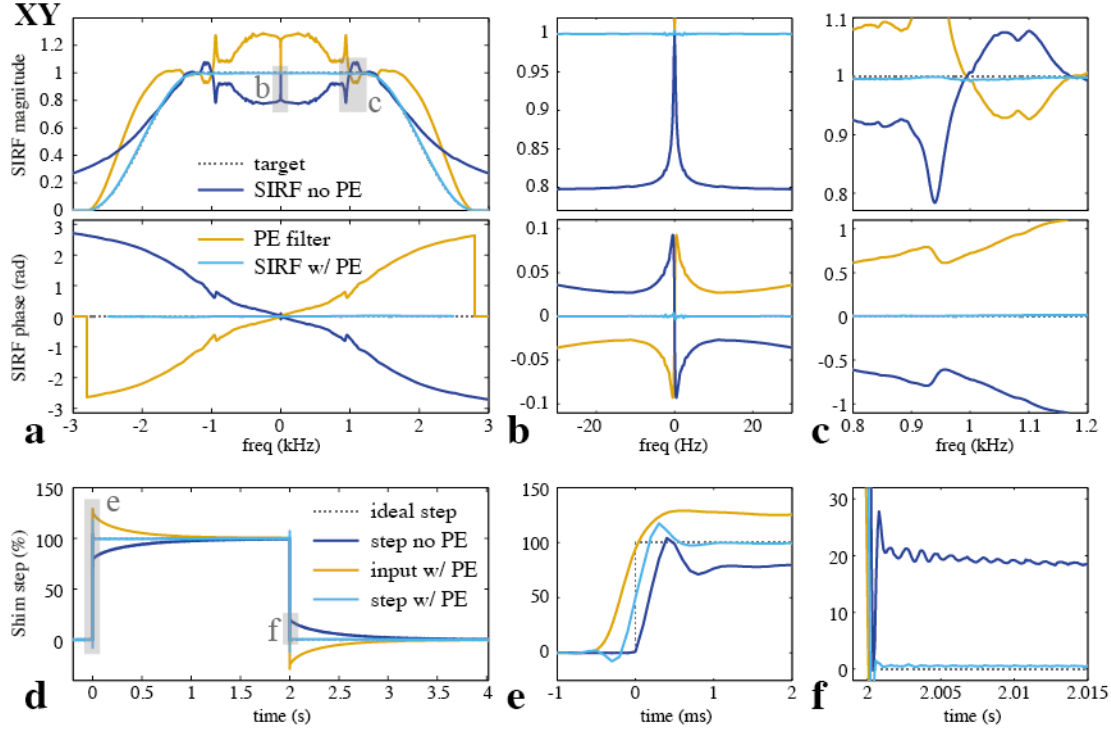 XY
SIRF magnitude
1.2
1
0.8
0.6
0.4
0.2
0
b
c
target
SIRF no PE
1
0.95
0.9
0.85
0.8
1.1
1
0.9
0.8
SIRF phase (rad)
3
2
1
0
-1
-2
-3
PE filter
SIRF w/ PE
0.1
0.05
0
-0.05
-0.1
1
0.5
0
-0.5
-1
-3 -2 -1 0 1 2 3
-20 0 20
0.8 0.9 1 1.1 1.2
a
freq (kHz)
b
freq (Hz)
c
freq (kHz)
Shim step (%)
150
100
50
0
e
f
ideal step
step no PE
input w/ PE
step w/ PE
150
100
50
0
30
20
10
0
0 0.5 1 1.5 2 2.5 3 3.5 4
-1 0 1 2
2 2.005 2.01 2.015
d
time (s)
e
time (ms)
f
time (s)